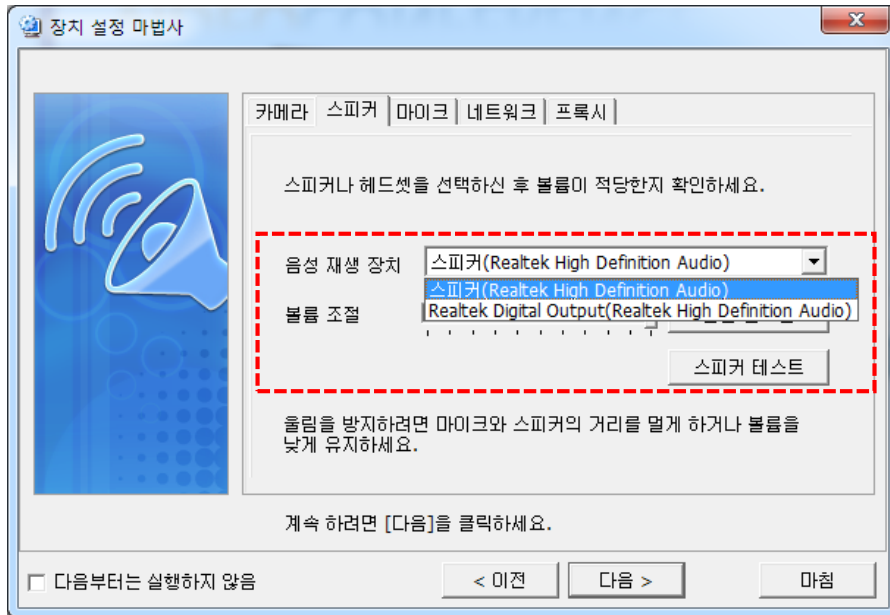 장치 설정 마법사
카메라 스피커 마이크 네트워크 프록시
스피커나 헤드셋을 선택하신 후 볼륨이 적당한지 확인하세요.
음성 재생 장치 스피커(Realtek High Definition Audio)
스피커(Realtek High Definition Audio)
볼륨 조절 Realtek Digital Output(Realtek High Definition Audio)
스피커 테스트
울림을 방지하려면 마이크와 스피커의 거리를 멀게 하거나 볼륨을
낮게 유지하세요.
계속 하려면 [다음]을 클릭하세요.
다음부터는 실행하지 않음 < 이전 다음 > 마침